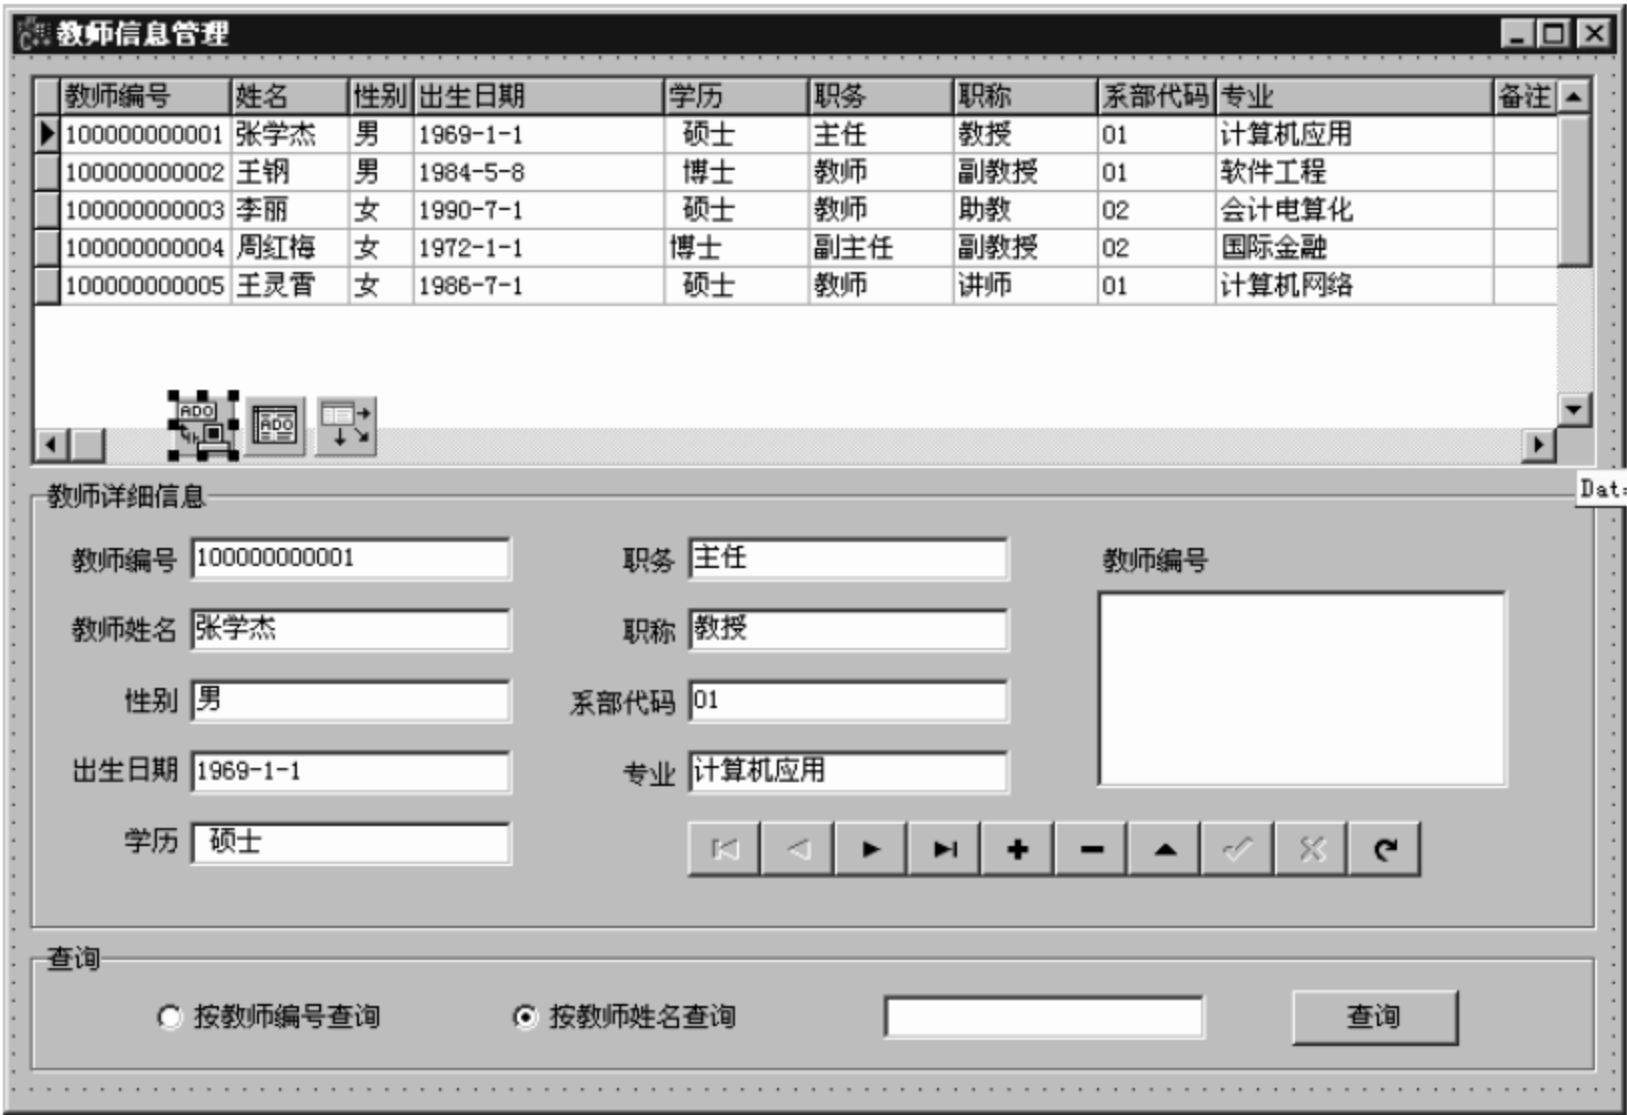 教师信息管理
教师编号 姓名 性别 出生日期 学历 职务 职称 系部代码 专业 备注
100000000001 张学杰 男 1969-1-1 硕士 主任 教授 01 计算机应用
100000000002 王钢 男 1984-5-8 博士 教师 副教授 01 软件工程
100000000003 李丽 女 1990-7-1 硕士 教师 助教 02 会计电算化
100000000004 周红梅 女 1972-1-1 博士 副主任 副教授 02 国际金融
100000000005 王灵霄 女 1986-7-1 硕士 教师 讲师 01 计算机网络
ADO ADO
教师详细信息
教师编号 100000000001 职务 主任 教师编号
教师姓名 张学杰 职称 教授
性别 男 系部代码 01
出生日期 1969-1-1 专业 计算机应用
学历 硕士
查询
按教师编号查询 按教师姓名查询 查询